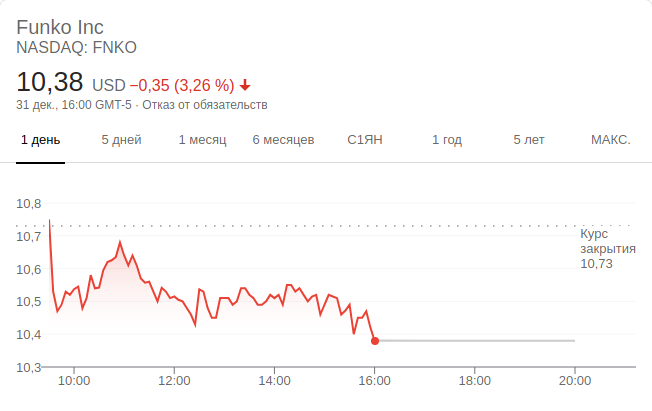 Funko Inc
NASDAQ: FNKO
10,38 USD −0,35 (3,26 %)
31 дек., 16:00 GMT-5 · Отказ от обязательств
1 день 5 дней 1 месяц 6 месяцев С1ЯН 1 год 5 лет МАКС.
10,8
10,7
Курс
закрытия
10,73
10,6
10,5
10,4
10,3
10:00 12:00 14:00 16:00 18:00 20:00